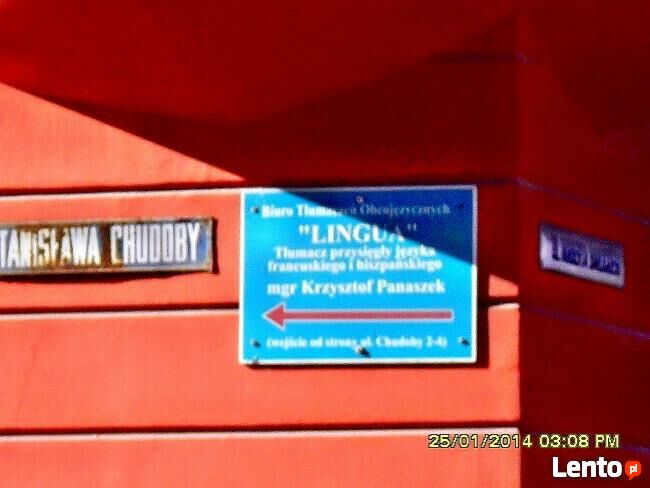 TANISŁAWA CHUDOBY
Biuro Tłumaczeń Obcojęzycznych
"LINGUA"
Tłumacz przysięgły języka
francuskiego i hiszpańskiego
mgr Krzysztof Panaszek
(wejście od strony ul. Chudoby 2-4)
25/01/2014 03:08 PM
Lento pl